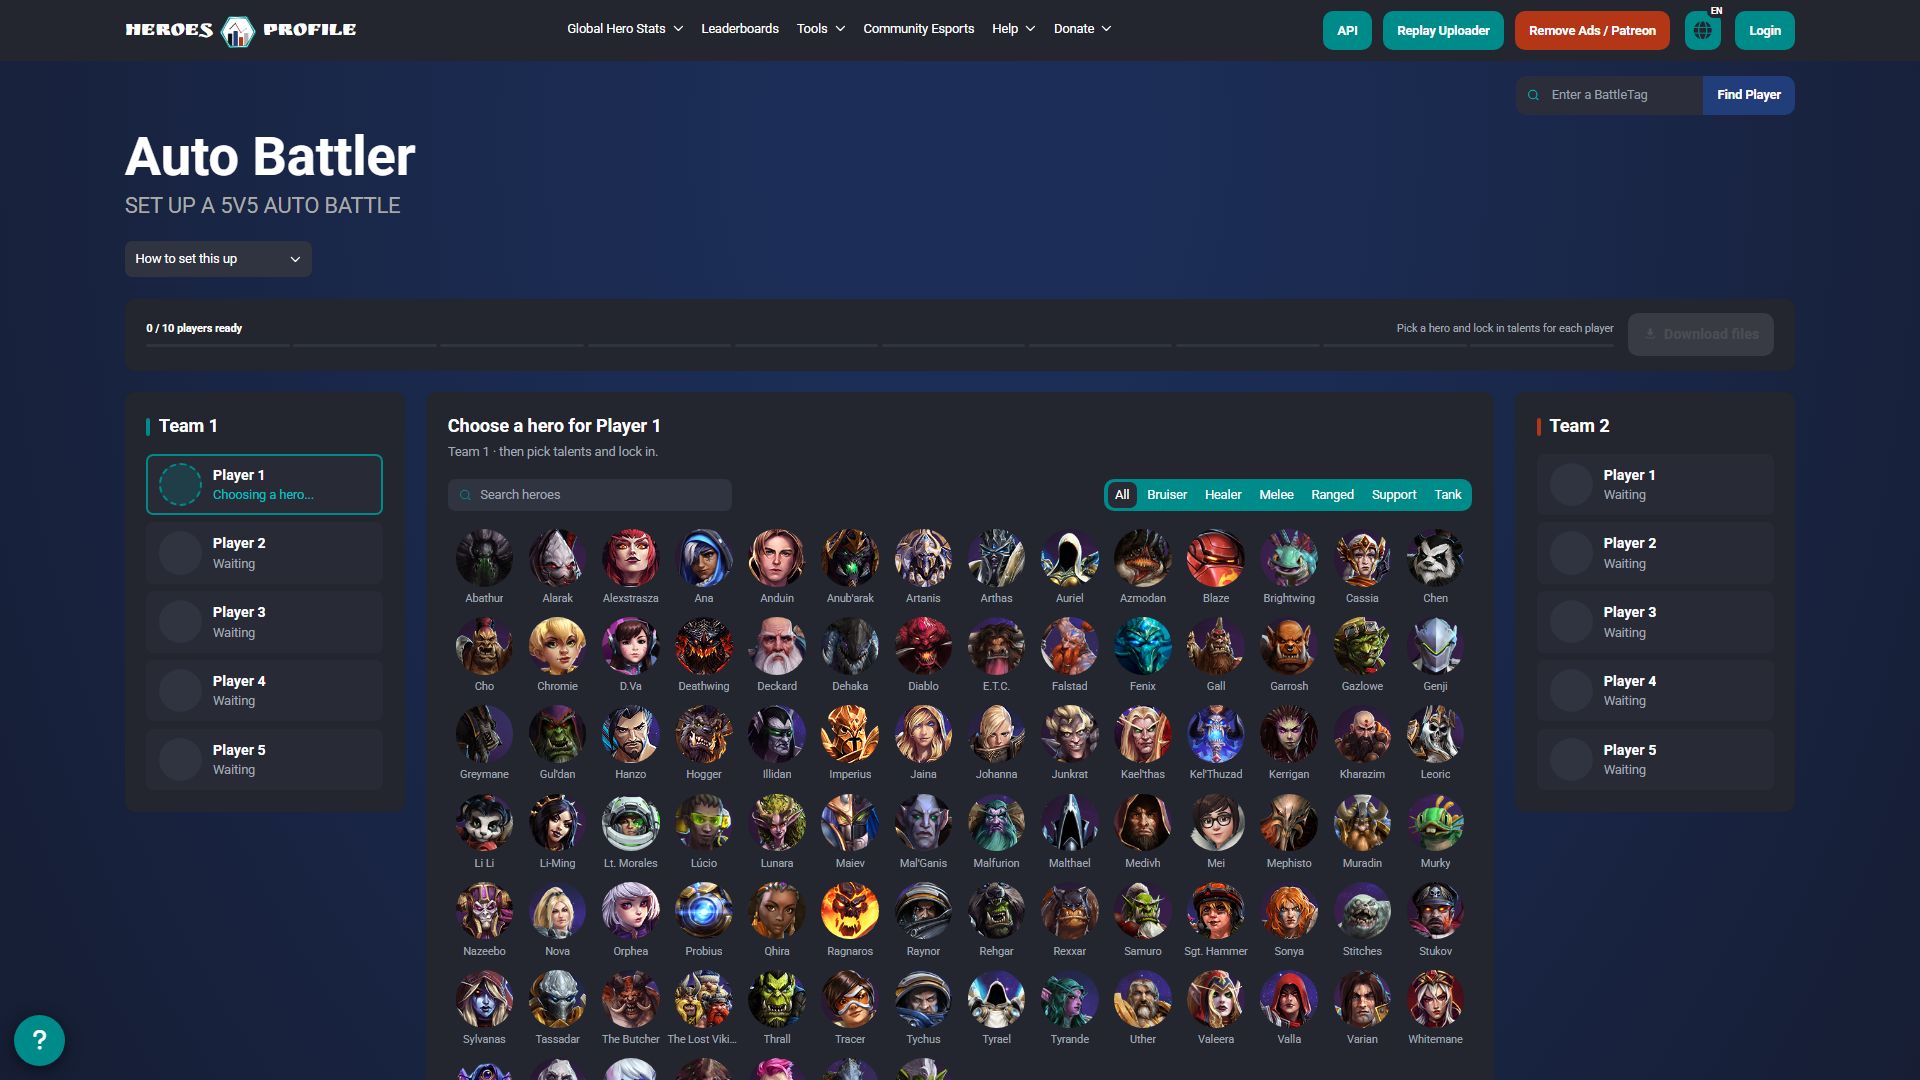 HEROES PROFILE
Global Hero Stats
Leaderboards
Tools
Community Esports
Help
Donate
API
Replay Uploader
Remove Ads / Patreon
EN
Login
Enter a BattleTag
Find Player
Auto Battler
SET UP A 5V5 AUTO BATTLE
How to set this up
0 / 10 players ready
Pick a hero and lock in talents for each player
Download files
Team 1
Player 1
Choosing a hero...
Player 2
Waiting
Player 3
Waiting
Player 4
Waiting
Player 5
Waiting
Choose a hero for Player 1
Team 1 · then pick talents and lock in.
Search heroes
All Bruiser Healer Melee Ranged Support Tank
Abathur Alarak Alexstrasza Ana Anduin Anub'arak Artanis Arthas Auriel Azmodan Blaze Brightwing Cassia Chen
Cho Chromie D.Va Deathwing Deckard Dehaka Diablo E.T.C. Falstad Fenix Gall Garrosh Gazlowe Genji
Greymane Gul'dan Hanzo Hogger Illidan Imperius Jaina Johanna Junkrat Kael'thas Kel'Thuzad Kerrigan Kharazim Leoric
Li Li Li-Ming Lt. Morales Lúcio Lunara Maiev Mal'Ganis Malfurion Malthael Medivh Mei Mephisto Muradin Murky
Nazeebo Nova Orphea Probius Qhira Ragnaros Raynor Rehgar Rexxar Samuro Sgt. Hammer Sonya Stitches Stukov
Sylvanas Tassadar The Butcher The Lost Viki... Thrall Tracer Tychus Tyrael Tyrande Uther Valeera Valla Varian Whitemane
Team 2
Player 1
Waiting
Player 2
Waiting
Player 3
Waiting
Player 4
Waiting
Player 5
Waiting
?